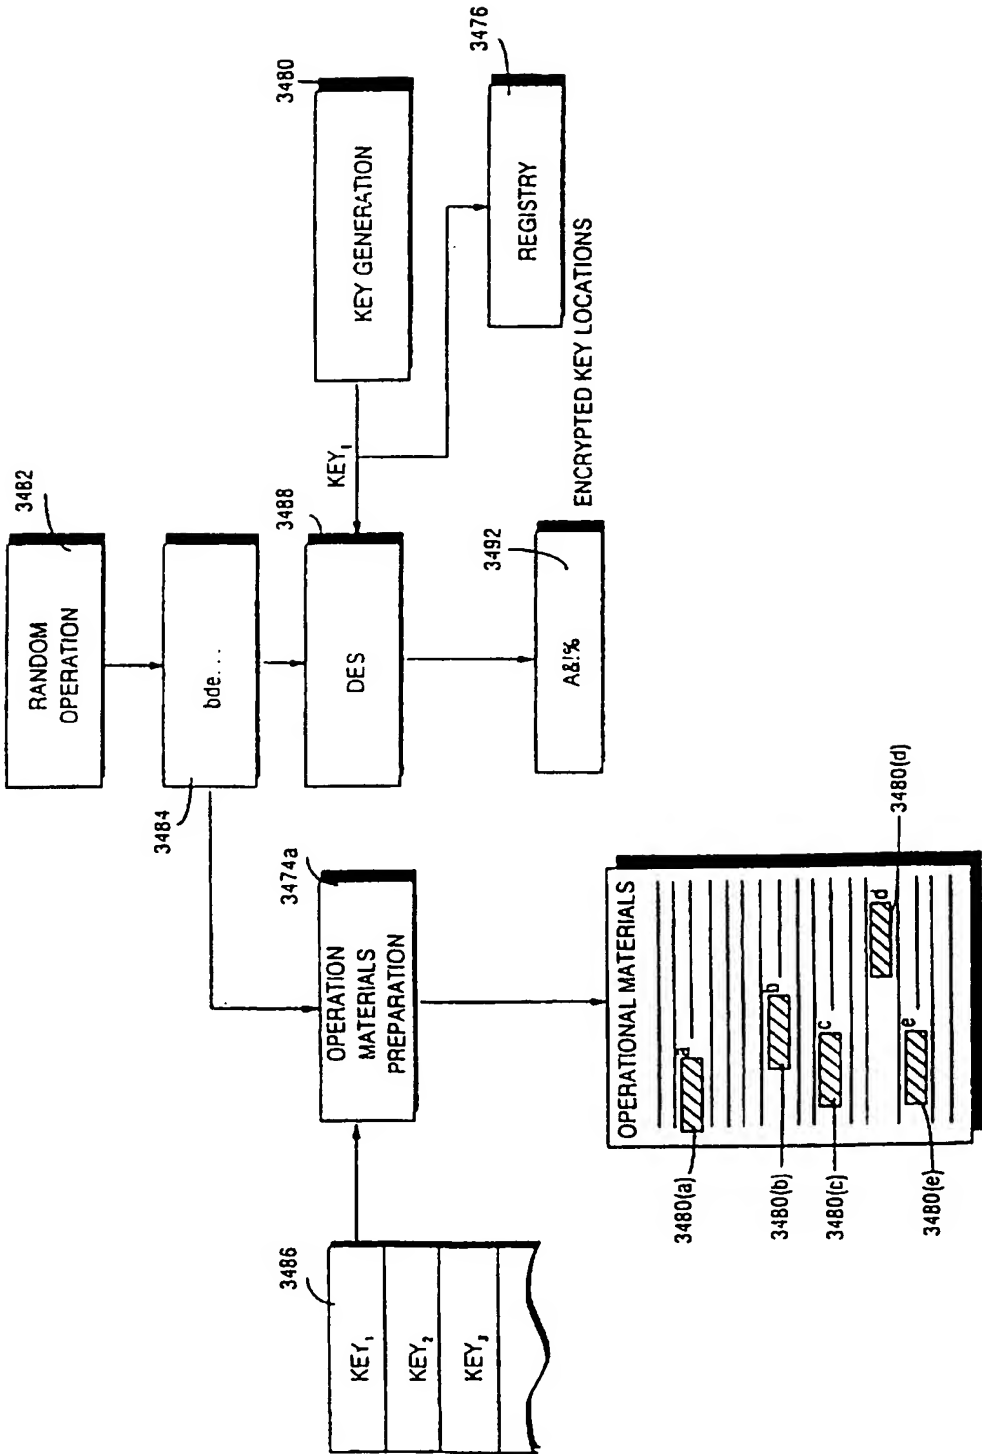 3482
RANDOM
OPERATION
3484
bde...
3488
DES
KEY₁
3480
KEY GENERATION
3476
REGISTRY
3492
A&!%
ENCRYPTED KEY LOCATIONS
3474a
OPERATION
MATERIALS
PREPARATION
3486
KEY₁
KEY₂
KEY₃
OPERATIONAL MATERIALS
a
b
c
d
e
3480(a)
3480(b)
3480(c)
3480(d)
3480(e)